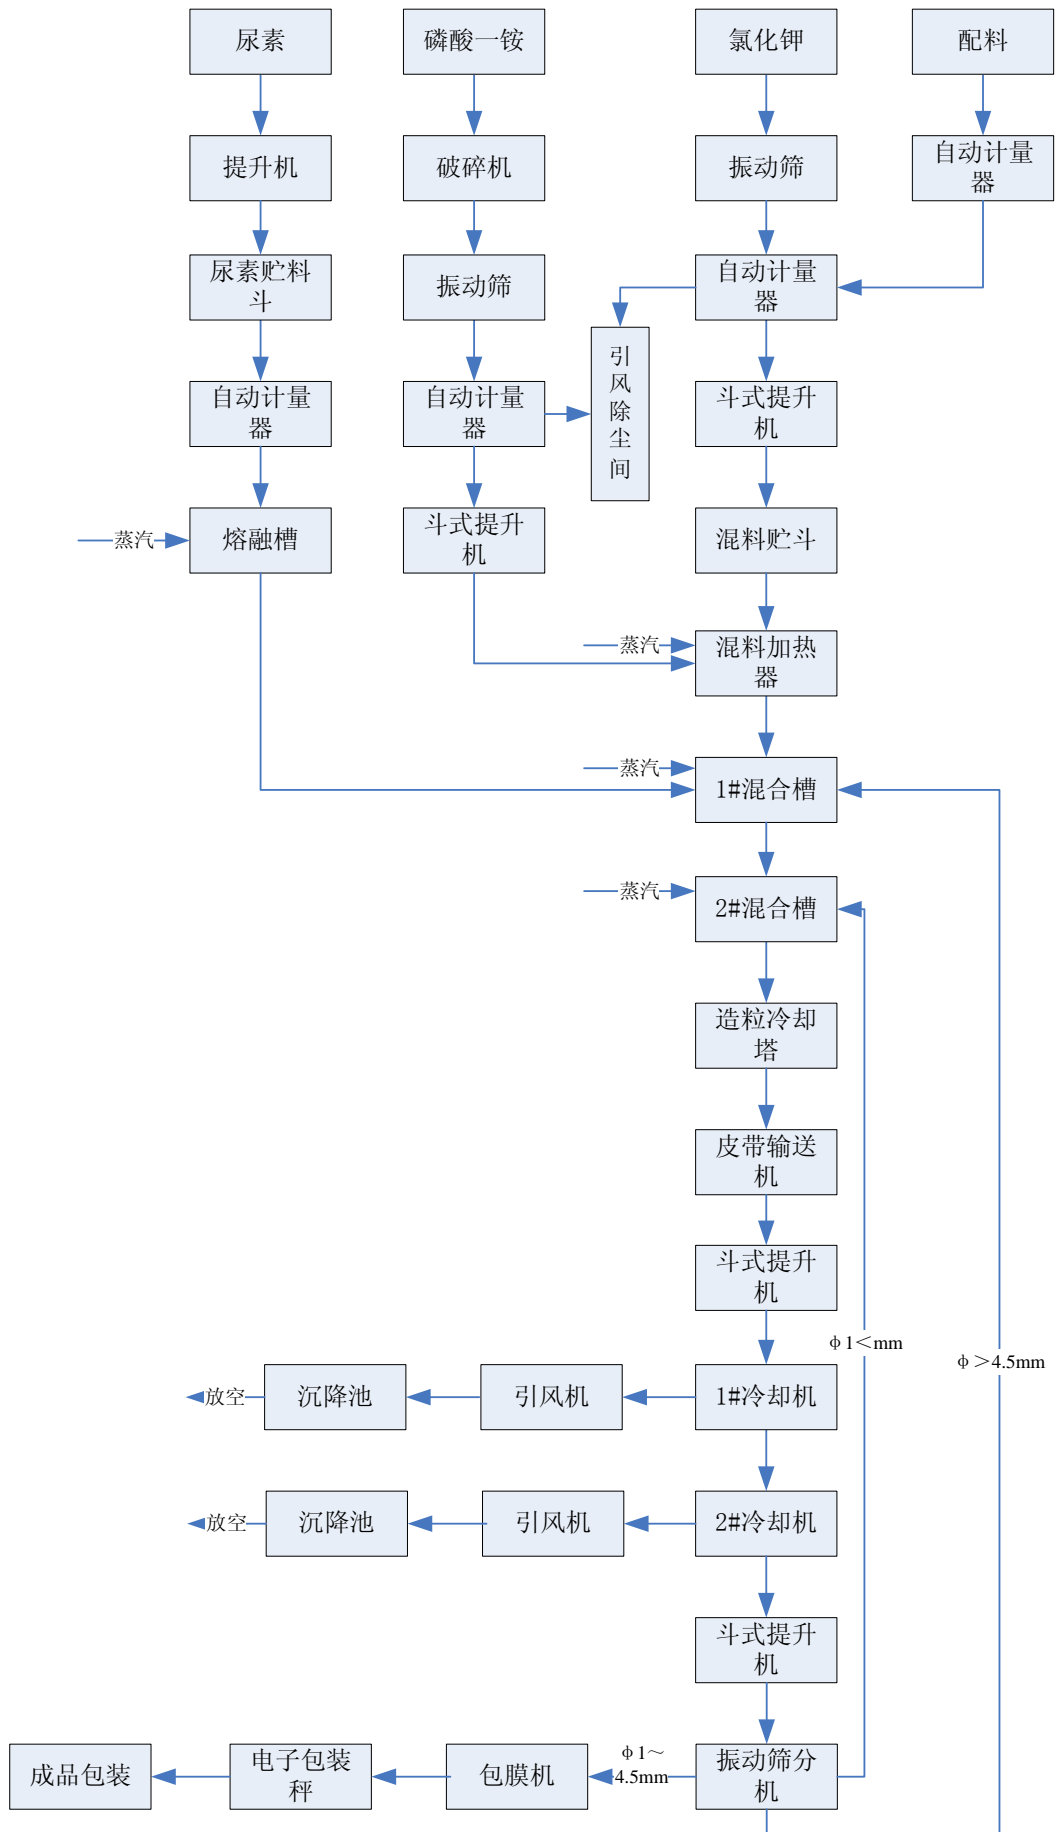 尿素
磷酸一铵
氯化钾
配料
提升机
破碎机
振动筛
自动计量
器
尿素贮料
斗
振动筛
自动计量
器
引
风
除
尘
间
自动计量
器
自动计量
器
斗式提升
机
蒸汽
熔融槽
斗式提升
机
混料贮斗
蒸汽
混料加热
器
蒸汽
1#混合槽
蒸汽
2#混合槽
造粒冷却
塔
皮带输送
机
斗式提升
机
φ1＜mm
φ＞4.5mm
放空
沉降池
引风机
1#冷却机
放空
沉降池
引风机
2#冷却机
斗式提升
机
成品包装
电子包装
秤
包膜机
φ1～
4.5mm
振动筛分
机